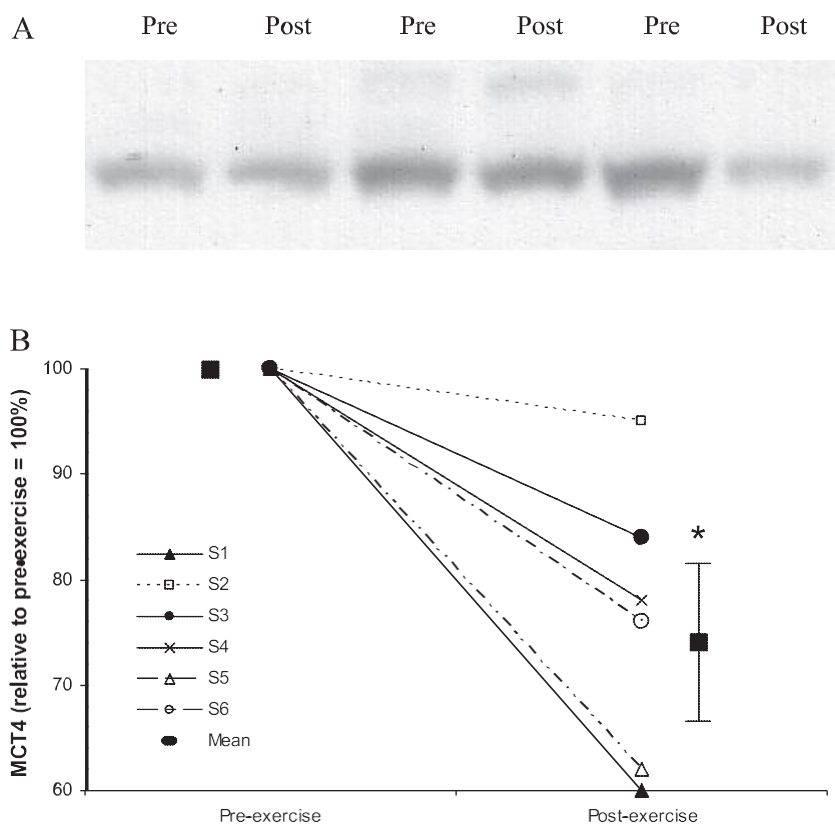 A
Pre Post Pre Post Pre Post
B
MCT4 (relative to pre-exercise = 100%)
100
90
80
70
60
*
S1
S2
S3
S4
S5
S6
Mean
Pre-exercise Post-exercise